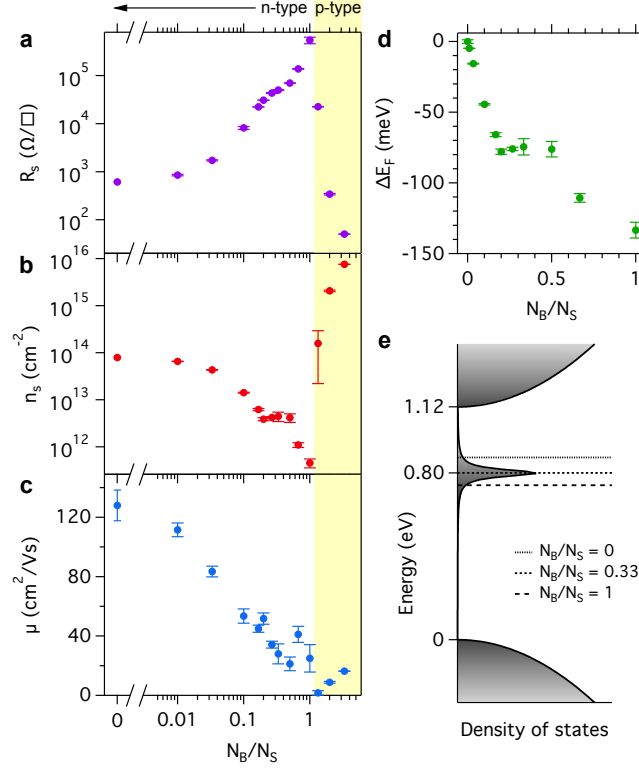 n-type p-type
a
10^5
10^4
10^3
10^2
R_s (Ω/□)
b
10^16
10^15
10^14
10^13
10^12
n_s (cm^-2)
c
120
80
40
0
μ (cm^2/Vs)
0 0.01 0.1 1
N_B/N_S
d
0
-50
-100
-150
ΔE_F (meV)
0 0.5 1
N_B/N_S
e
1.12
0.80
0
Energy (eV)
N_B/N_S = 0
N_B/N_S = 0.33
N_B/N_S = 1
Density of states